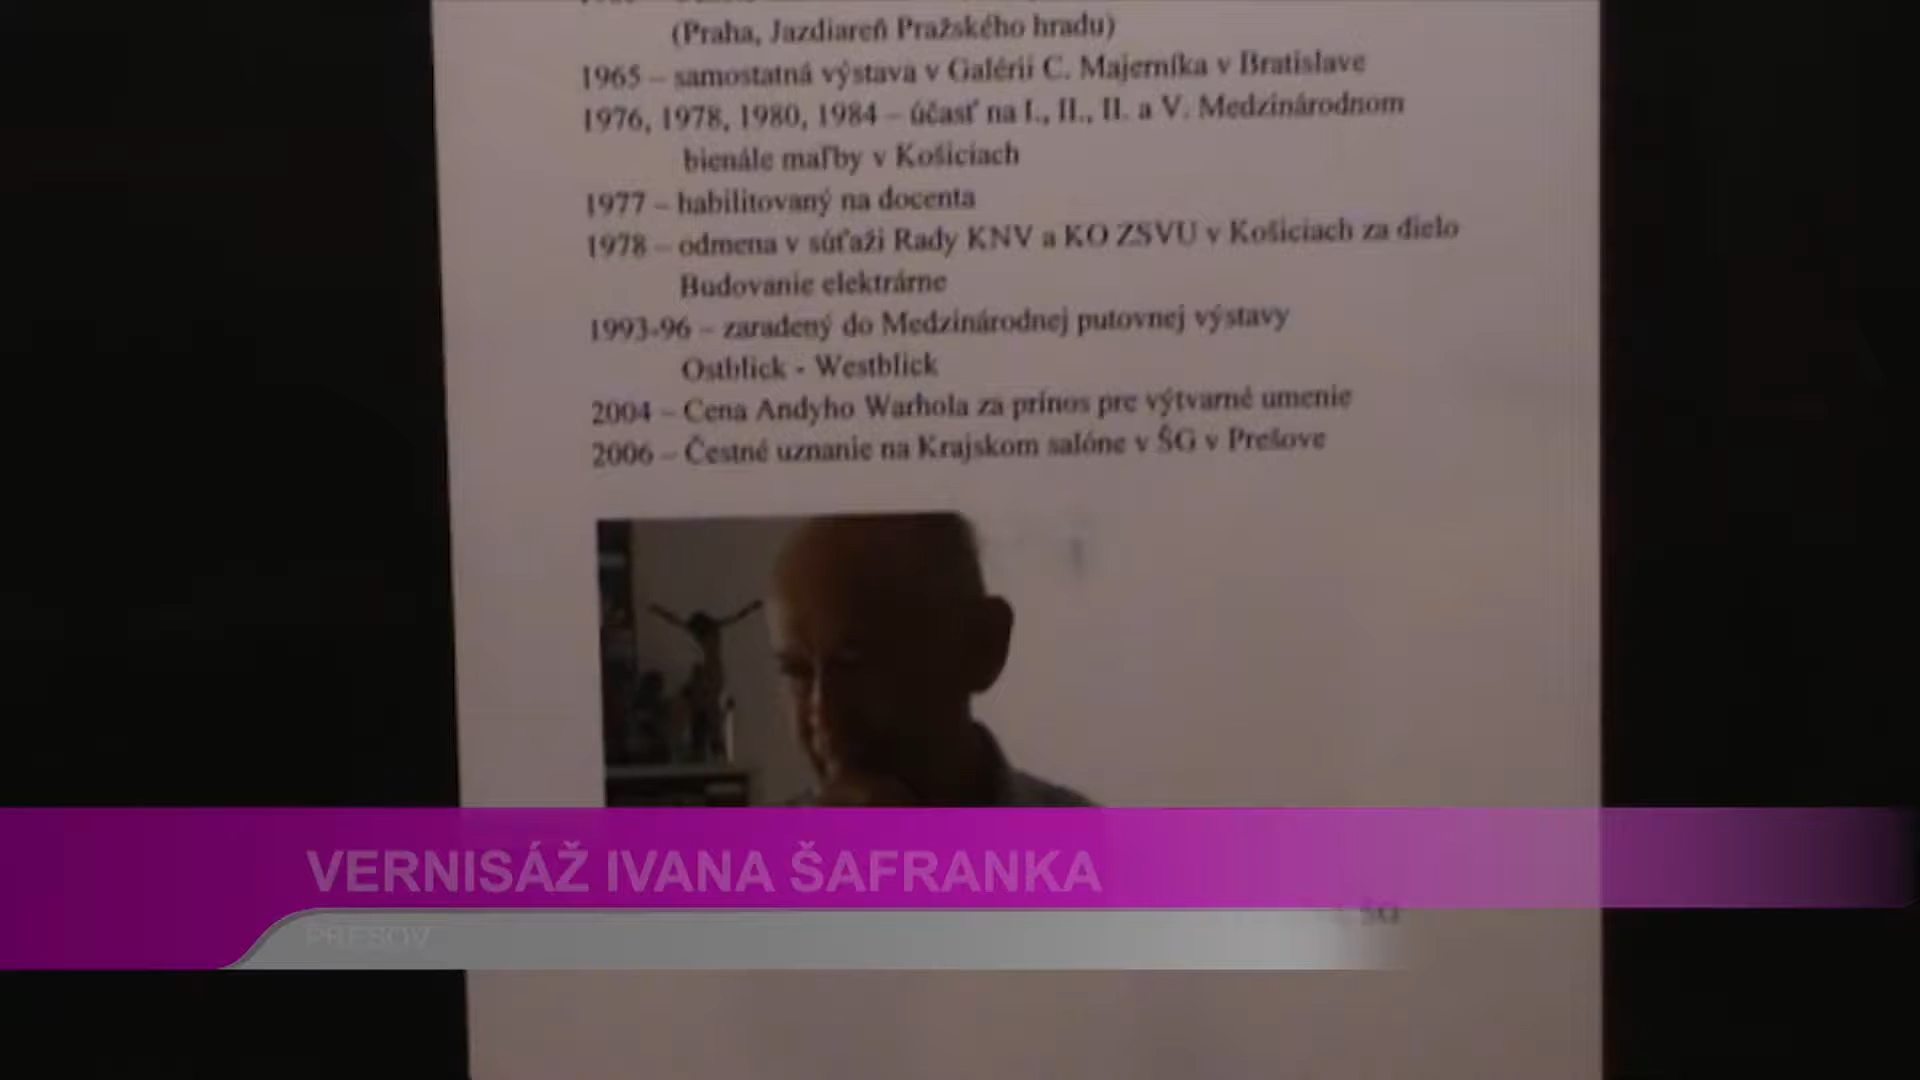 (Praha, Jazdiareň Pražského hradu)
1965 – samostatná výstava v Galérii C. Majerníka v Bratislave
1976, 1978, 1980, 1984 – účasť na I., II., II. a V. Medzinárodnom
bienále maľby v Košiciach
1977 – habilitovaný na docenta
1978 – odmena v súťaži Rady KNV a KO ZSVU v Košiciach za dielo
Budovanie elektrárne
1993-96 – zaradený do Medzinárodnej putovnej výstavy
Ostblick - Westblick
2004 – Cena Andyho Warhola za prínos pre výtvarné umenie
2006 – Čestné uznanie na Krajskom salóne v ŠG v Prešove
VERNISÁŽ IVANA ŠAFRANKA
PREŠOV